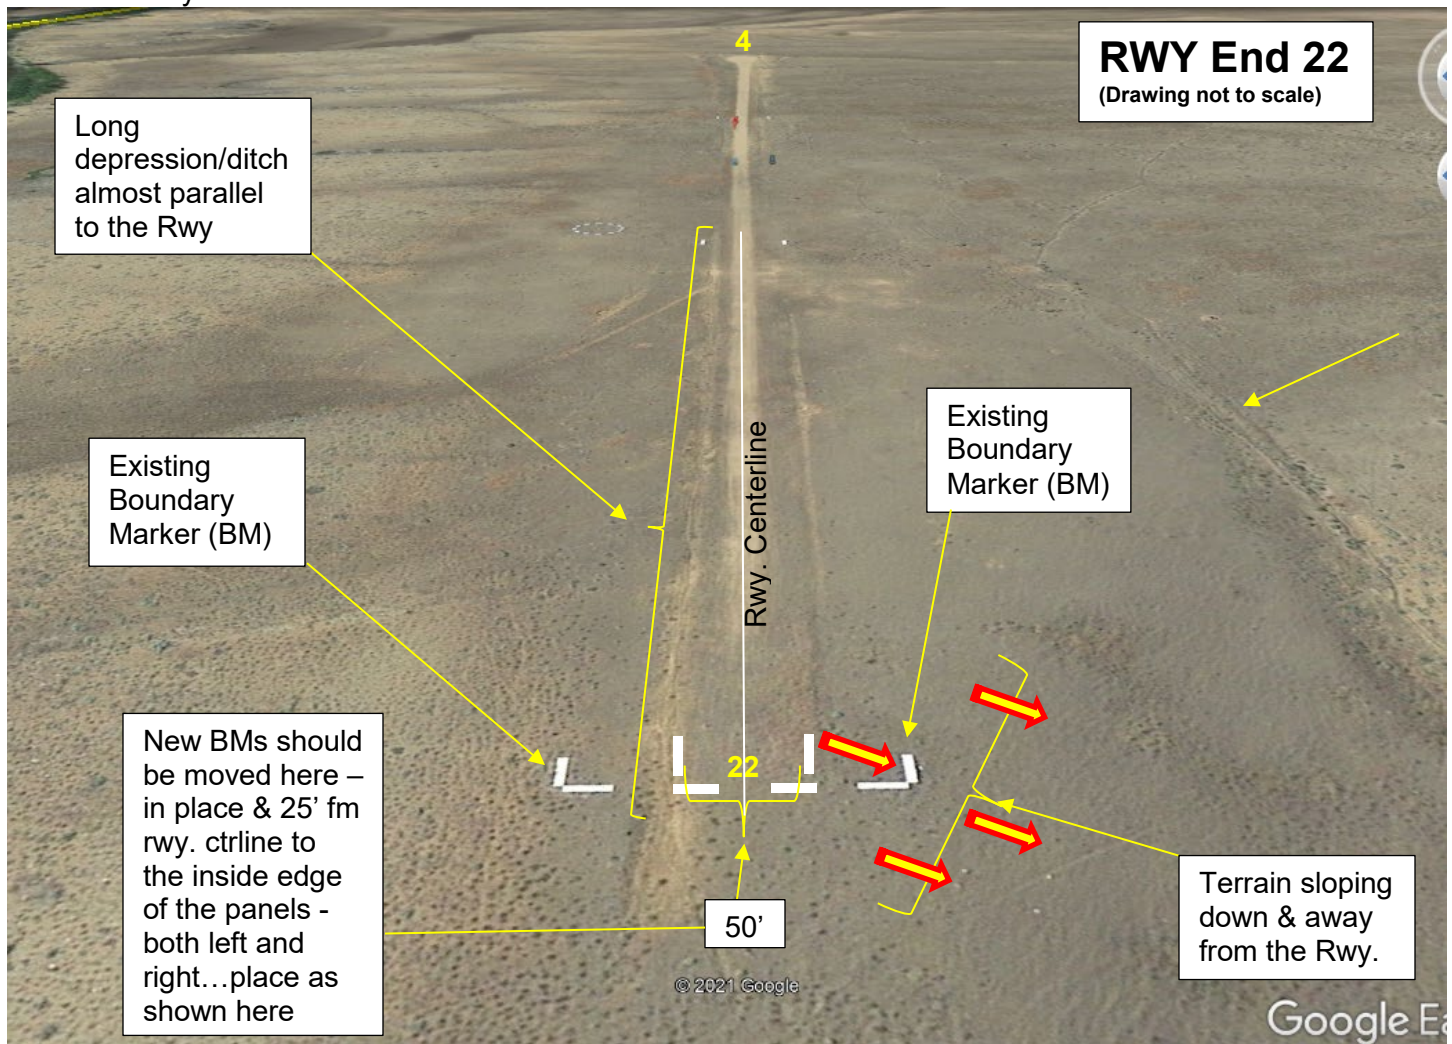 4
RWY End 22
(Drawing not to scale)
Long
depression/ditch
almost parallel
to the Rwy
Existing
Boundary
Marker (BM)
Existing
Boundary
Marker (BM)
Rwy. Centerline
New BMs should
be moved here –
in place & 25’ fm
rwy. ctrline to
the inside edge
of the panels -
both left and
right…place as
shown here
22
50’
Terrain sloping
down & away
from the Rwy.
© 2021 Google
Google Ea